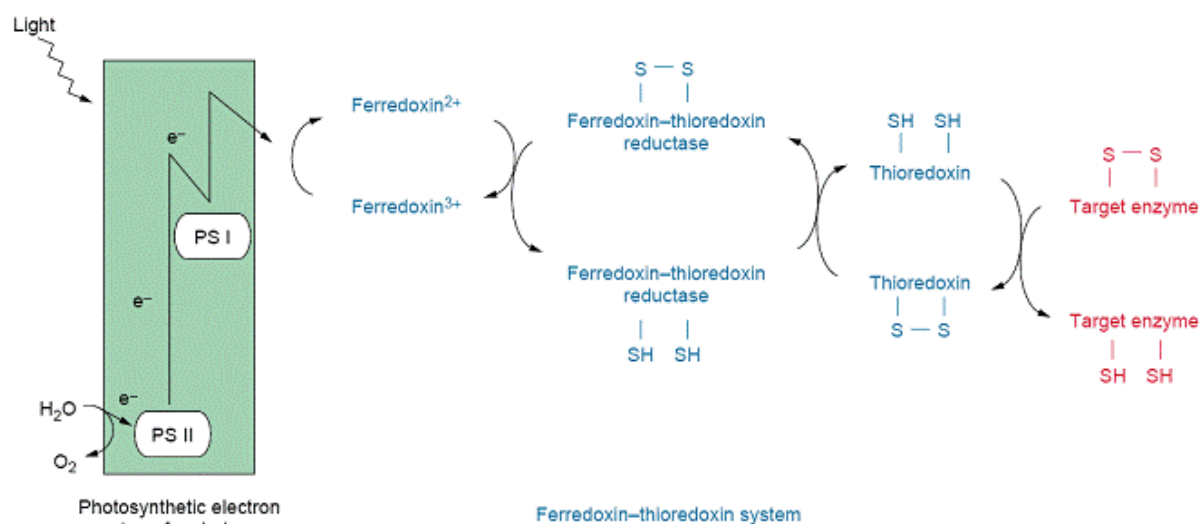 Light
e⁻
PS I
e⁻
e⁻
H₂O
PS II
O₂
Photosynthetic electron
Ferredoxin²⁺
Ferredoxin³⁺
S — S
Ferredoxin–thioredoxin
reductase
Ferredoxin–thioredoxin
reductase
SH SH
SH SH
Thioredoxin
Thioredoxin
S — S
S — S
Target enzyme
Target enzyme
SH SH
Ferredoxin–thioredoxin system